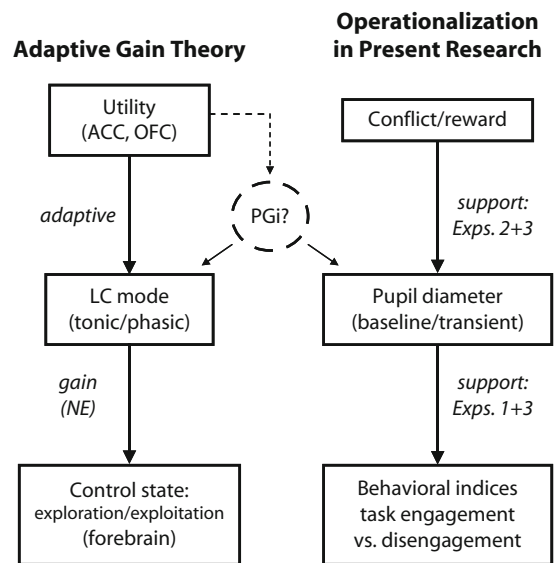 Adaptive Gain Theory
Operationalization
in Present Research
Utility
(ACC, OFC)
Conflict/reward
adaptive
PGi?
support:
Exps. 2+3
LC mode
(tonic/phasic)
Pupil diameter
(baseline/transient)
gain
(NE)
support:
Exps. 1+3
Control state:
exploration/exploitation
(forebrain)
Behavioral indices
task engagement
vs. disengagement